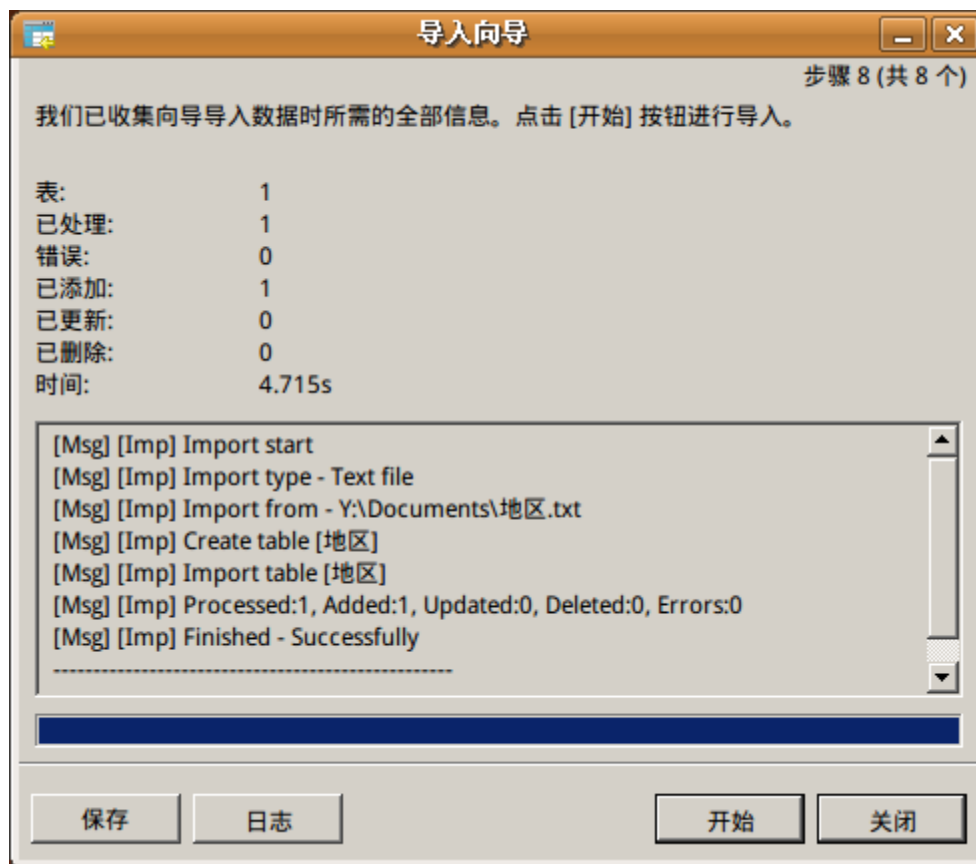 导入向导
步骤 8 (共 8 个)
我们已收集向导导入数据时所需的全部信息。点击 [开始] 按钮进行导入。
表: 1
已处理: 1
错误: 0
已添加: 1
已更新: 0
已删除: 0
时间: 4.715s
[Msg] [Imp] Import start
[Msg] [Imp] Import type - Text file
[Msg] [Imp] Import from - Y:\Documents\地区.txt
[Msg] [Imp] Create table [地区]
[Msg] [Imp] Import table [地区]
[Msg] [Imp] Processed:1, Added:1, Updated:0, Deleted:0, Errors:0
[Msg] [Imp] Finished - Successfully
--------------------------------------------------
保存 日志 开始 关闭